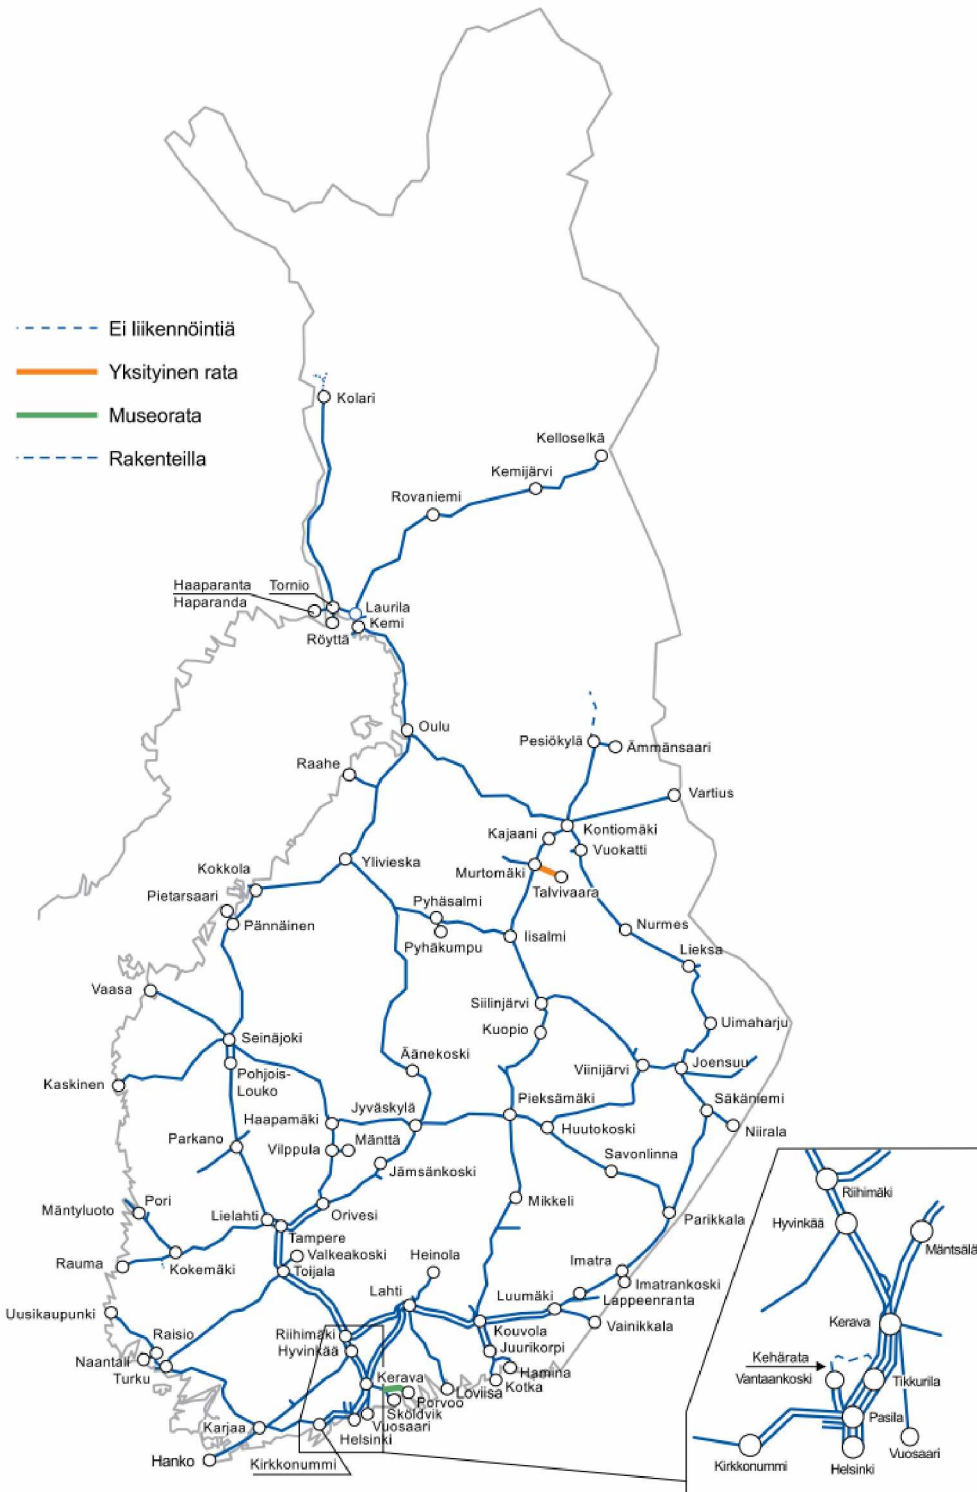 Ei liikennöintiä
Yksityinen rata
Museorata
Rakenteilla
Kolari
Kelloselkä
Kemijärvi
Rovaniemi
Haaparanta
Haparanda
Tornio
Laurila
Kemi
Röyttä
Oulu
Pesiökylä
Ämmänsaari
Raahe
Vartius
Kontiomäki
Kajaani
Vuokatti
Ylivieska
Murtomäki
Talvivaara
Kokkola
Pietarsaari
Pännäinen
Pyhäsalmi
Pyhäkumpu
Iisalmi
Nurmes
Lieksa
Vaasa
Siilinjärvi
Kuopio
Uimaharju
Seinäjoki
Pohjois-
Louko
Äänekoski
Viinijärvi
Joensuu
Kaskinen
Haapamäki
Jyväskylä
Pieksämäki
Säkäniemi
Huutokoski
Niirala
Parkano
Vilppula
Mänttä
Jämsänkoski
Savonlinna
Mikkeli
Mäntyluoto
Pori
Lielahti
Orivesi
Parikkala
Tampere
Valkeakoski
Rauma
Kokemäki
Toijala
Heinola
Imatra
Imatrankoski
Lahti
Luumäki
Lappeenranta
Uusikaupunki
Kouvola
Vainikkala
Raisio
Riihimäki
Hyvinkää
Juurikorpi
Naantali
Turku
Kerava
Hamina
Porvoo
Loviisa
Kotka
Sköldvik
Vuosaari
Karjaa
Helsinki
Hanko
Kirkkonummi
Riihimäki
Hyvinkää
Mäntsälä
Kerava
Kehärata
Vantaankoski
Tikkurila
Pasila
Kirkkonummi
Helsinki
Vuosaari